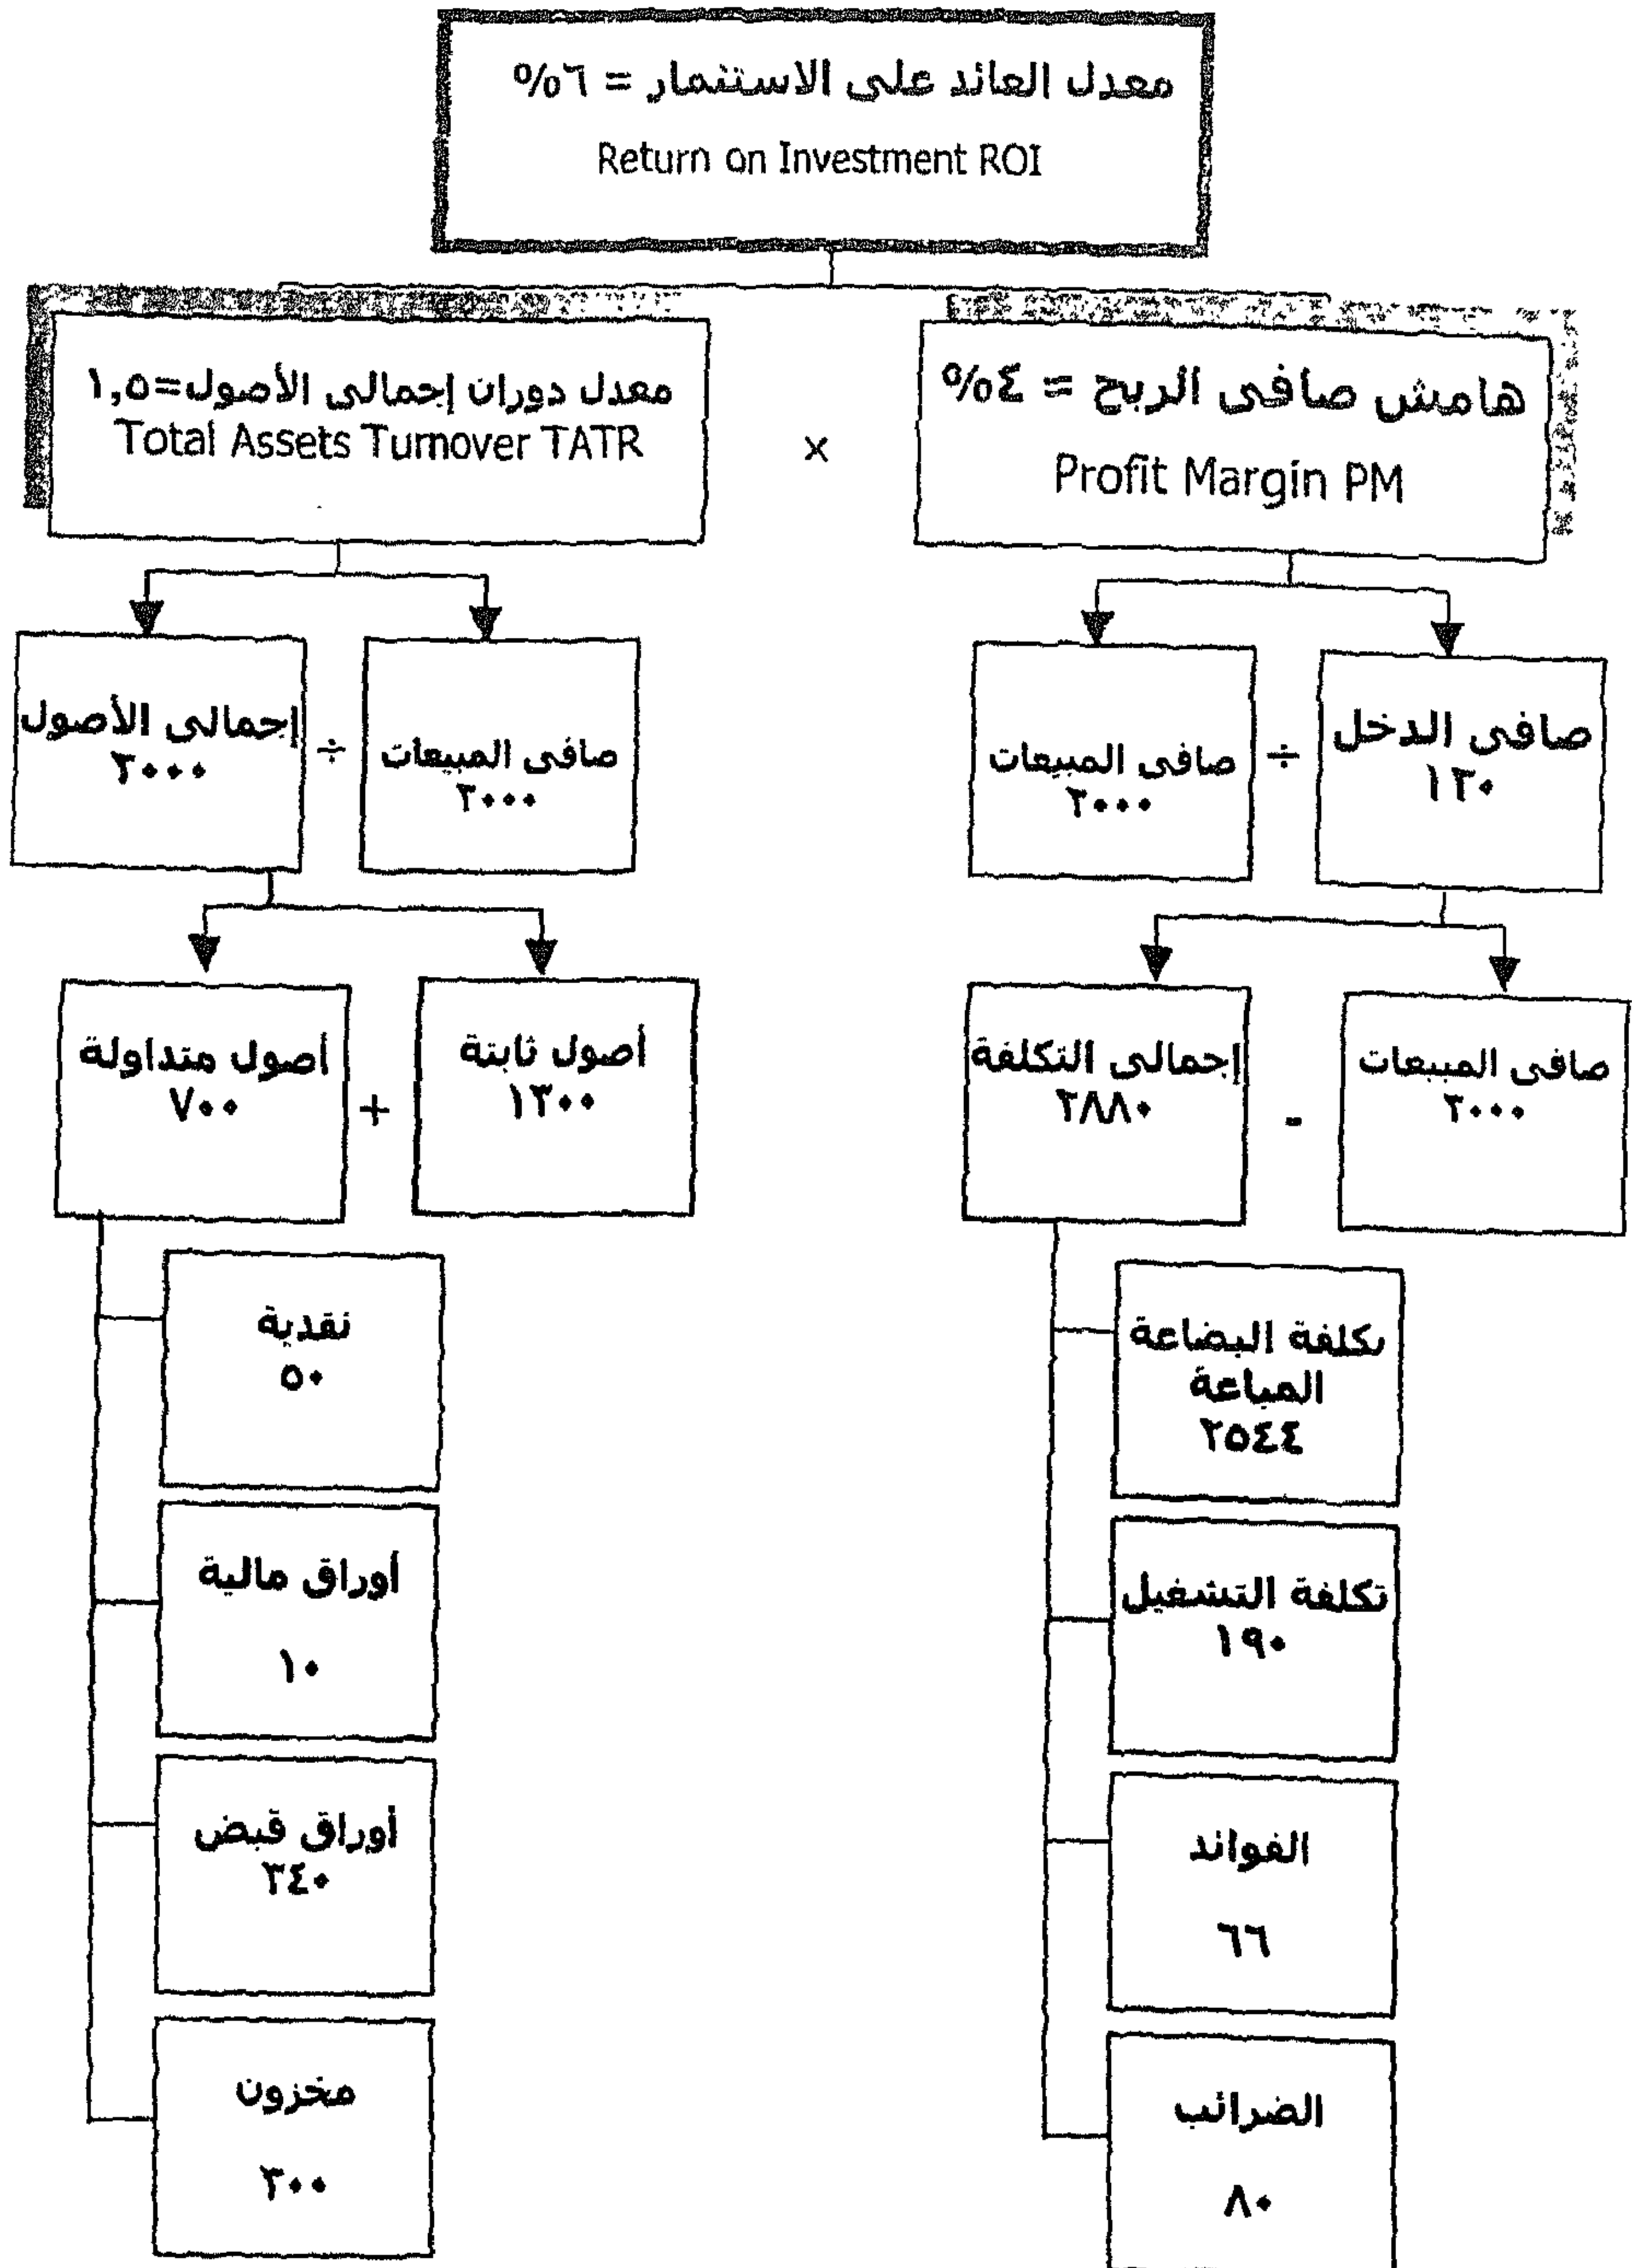 معدل العائد على الاستثمار = ٦%
Return on Investment ROI
هامش صافى الربح = ٤%
Profit Margin PM
×
معدل دوران إجمالى الأصول=١,٥
Total Assets Turnover TATR
صافى الدخل
١٢٠
÷
صافى المبيعات
٣٠٠٠
صافى المبيعات
٣٠٠٠
÷
إجمالى الأصول
٢٠٠٠
صافى المبيعات
٣٠٠٠
-
إجمالى التكلفة
٢٨٨٠
أصول ثابتة
١٣٠٠
+
أصول متداولة
٧٠٠
تكلفة البضاعة
المباعة
٢٥٤٤
تكلفة التشغيل
١٩٠
الفوائد
٦٦
الضرائب
٨٠
نقدية
٥٠
أوراق مالية
١٠
أوراق قبض
٣٤٠
مخزون
٣٠٠